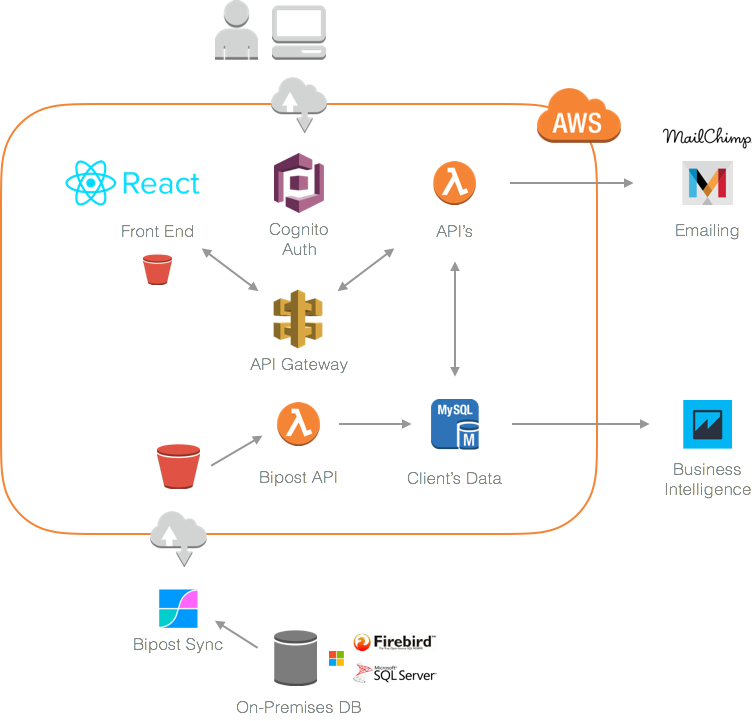 AWS
MailChimp
React
Front End
Cognito
Auth
API's
Emailing
API Gateway
MySQL
M
Bipost API
Client's Data
Business
Intelligence
Bipost Sync
Firebird™
Microsoft®
SQL Server®
On-Premises DB